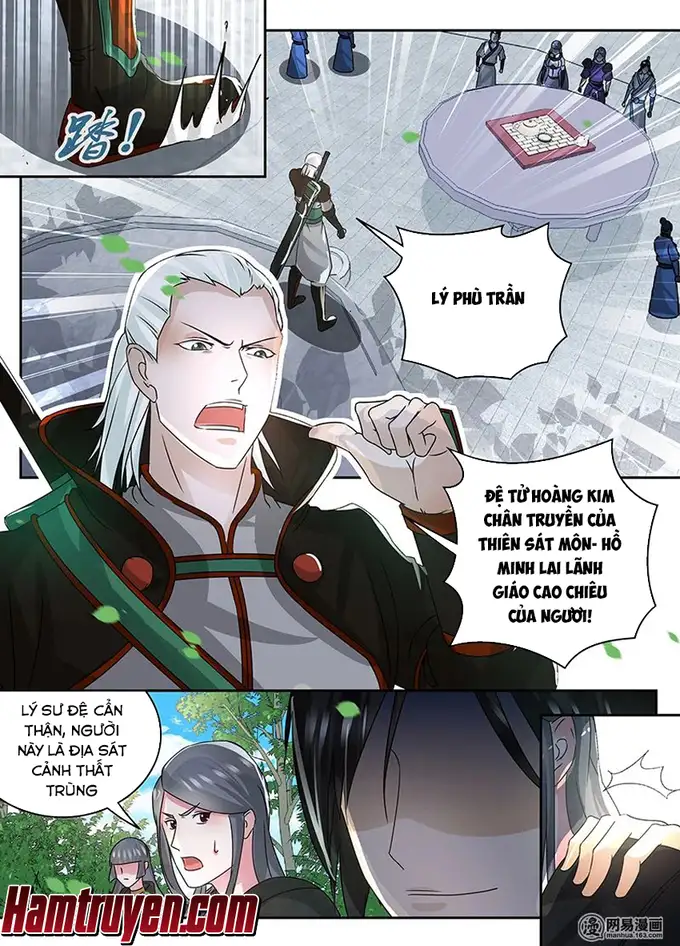 踏！
LÝ PHÙ TRẦN
ĐỆ TỬ HOÀNG KIM
CHÂN TRUYỀN CỦA
THIÊN SÁT MÔN- HỒ
MINH LAI LÃNH
GIÁO CAO CHIÊU
CỦA NGƯƠI!
LÝ SƯ ĐỆ CẨN
THẬN, NGƯỜI
NÀY LÀ ĐỊA SÁT
CẢNH THẤT
TRŨNG
Hamtruyen.com
网易漫画
manhua.163.com